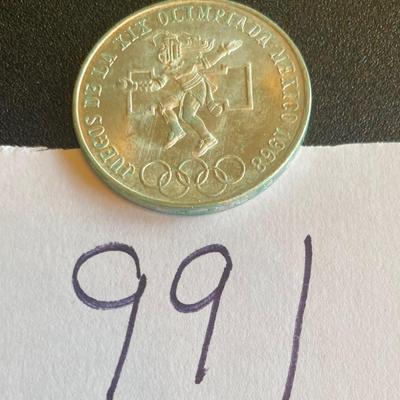 JUEGOS DE LA XIX OLIMPIADA MEXICO 1968
991